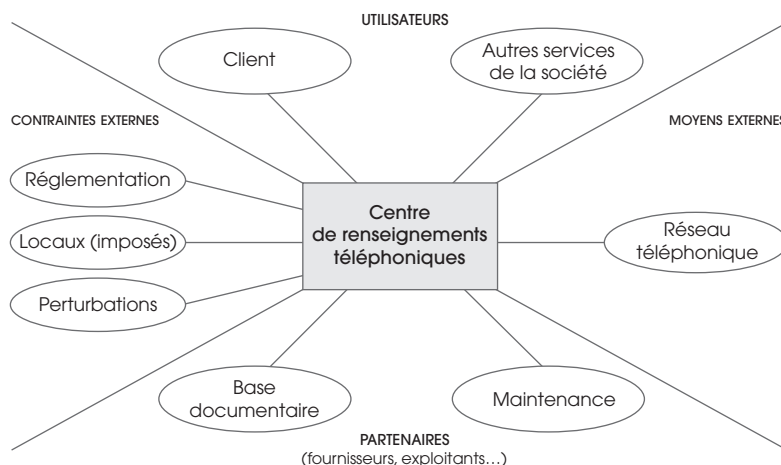 UTILISATEURS
Client
Autres services
de la société
CONTRAINTES EXTERNES
MOYENS EXTERNES
Réglementation
Locaux (imposés)
Perturbations
Centre
de renseignements
téléphoniques
Réseau
téléphonique
Base
documentaire
Maintenance
PARTENAIRES
(fournisseurs, exploitants...)